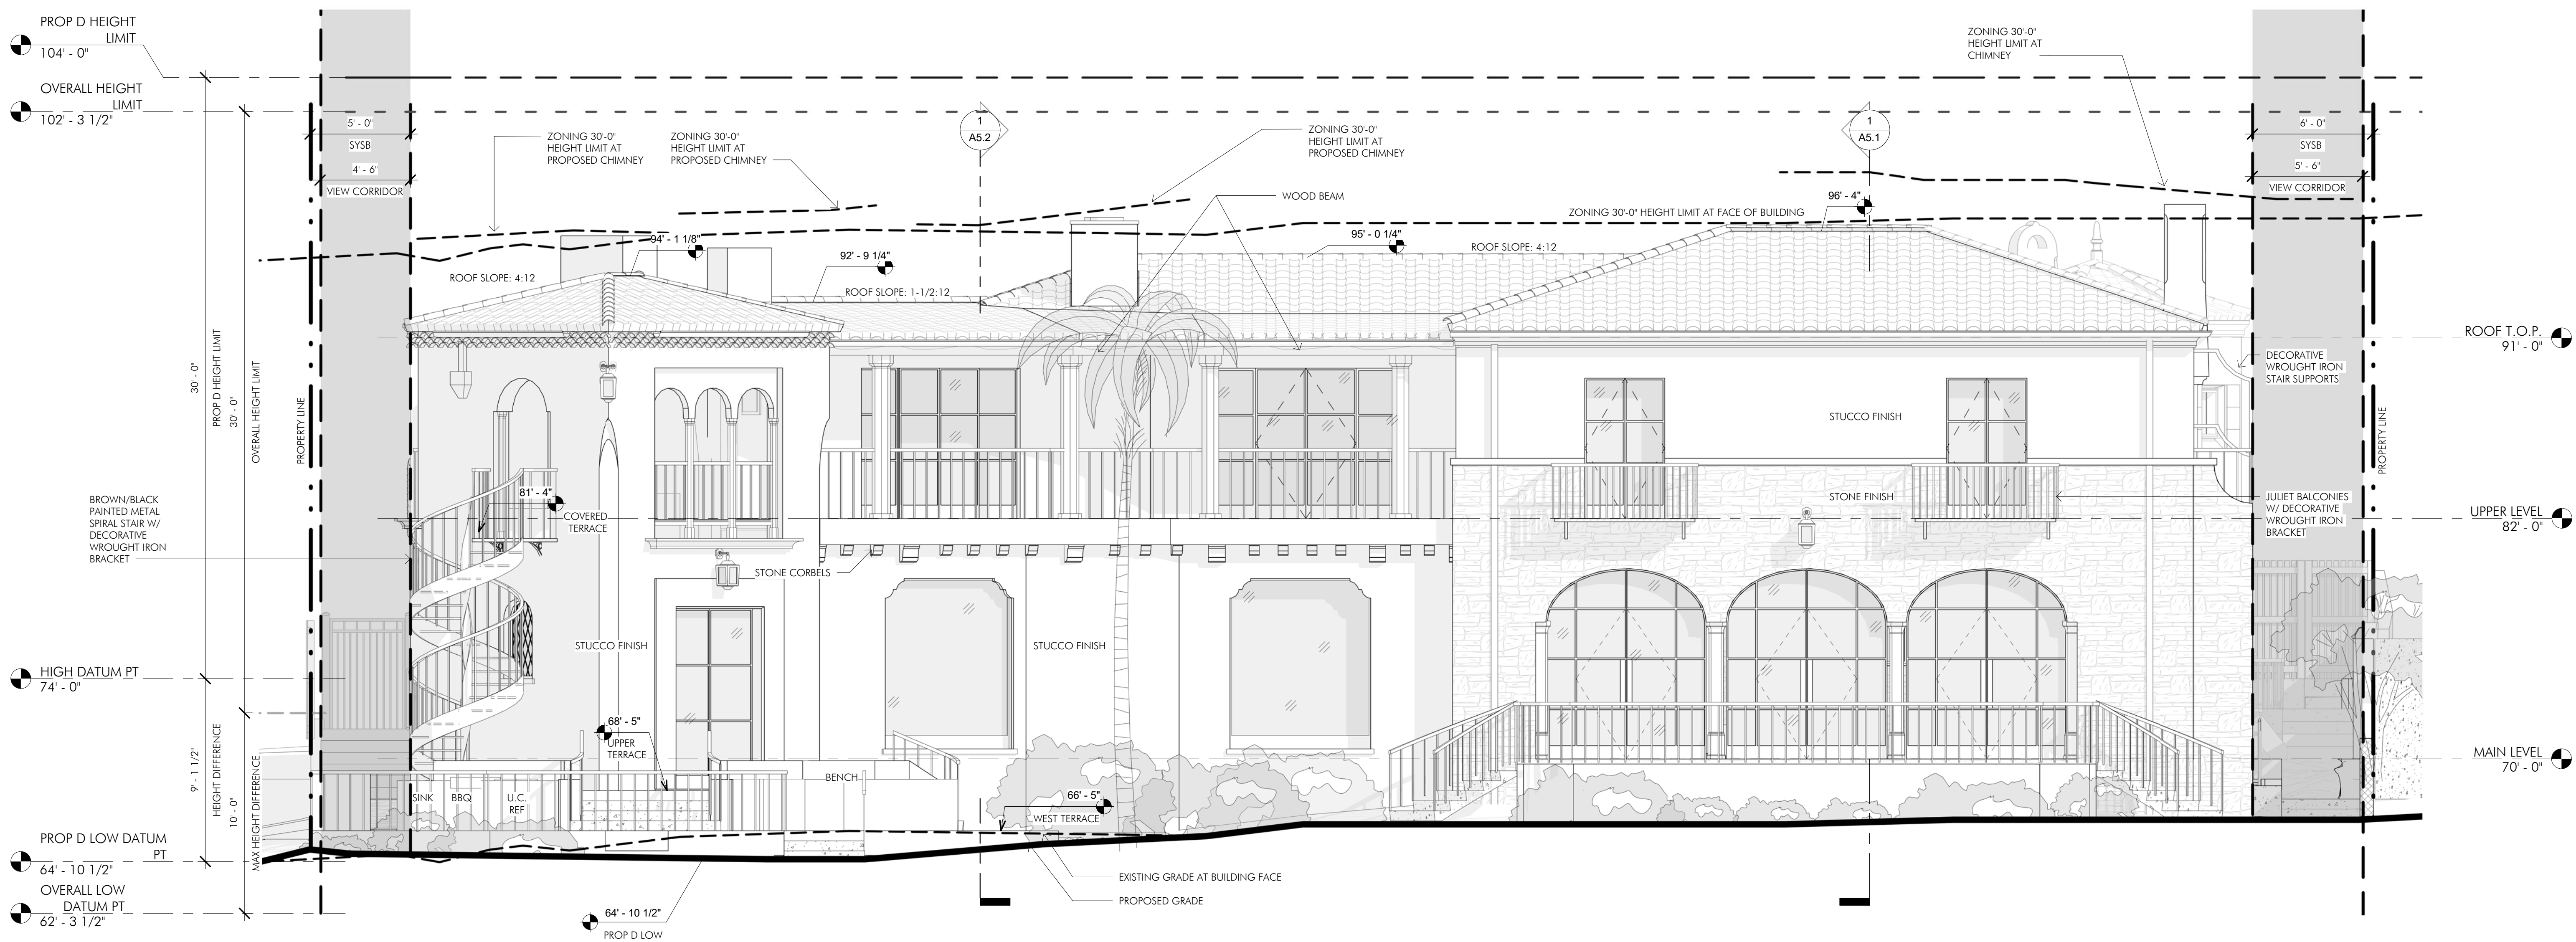 PROP D HEIGHT
LIMIT
104' - 0"
OVERALL HEIGHT
LIMIT
102' - 3 1/2"
HIGH DATUM PT
74' - 0"
PROP D LOW DATUM
PT
64' - 10 1/2"
OVERALL LOW
DATUM PT
62' - 3 1/2"
30' - 0"
PROP D HEIGHT LIMIT
30' - 0"
OVERALL HEIGHT LIMIT
9' - 1 1/2"
HEIGHT DIFFERENCE
10' - 0"
MAX HEIGHT DIFFERENCE
PROPERTY LINE
BROWN/BLACK
PAINTED METAL
SPIRAL STAIR W/
DECORATIVE
WROUGHT IRON
BRACKET
5' - 0"
SYSB
4' - 6"
VIEW CORRIDOR
ZONING 30'-0"
HEIGHT LIMIT AT
PROPOSED CHIMNEY
ZONING 30'-0"
HEIGHT LIMIT AT
PROPOSED CHIMNEY
1
A5.2
ZONING 30'-0"
HEIGHT LIMIT AT
PROPOSED CHIMNEY
WOOD BEAM
1
A5.1
ZONING 30'-0"
HEIGHT LIMIT AT
CHIMNEY
6' - 0"
SYSB
5' - 6"
VIEW CORRIDOR
96' - 4"
ZONING 30'-0" HEIGHT LIMIT AT FACE OF BUILDING
94' - 1 1/8"
92' - 9 1/4"
95' - 0 1/4"
ROOF SLOPE: 4:12
ROOF SLOPE: 4:12
ROOF SLOPE: 1-1/2:12
ROOF T.O.P.
91' - 0"
DECORATIVE
WROUGHT IRON
STAIR SUPPORTS
STUCCO FINISH
PROPERTY LINE
81' - 4"
COVERED
TERRACE
STONE FINISH
JULIET BALCONIES
W/ DECORATIVE
WROUGHT IRON
BRACKET
UPPER LEVEL
82' - 0"
STONE CORBELS
STUCCO FINISH
STUCCO FINISH
68' - 5"
UPPER
TERRACE
MAIN LEVEL
70' - 0"
BENCH
SINK
BBQ
U.C.
REF
66' - 5"
WEST TERRACE
EXISTING GRADE AT BUILDING FACE
PROPOSED GRADE
64' - 10 1/2"
PROP D LOW